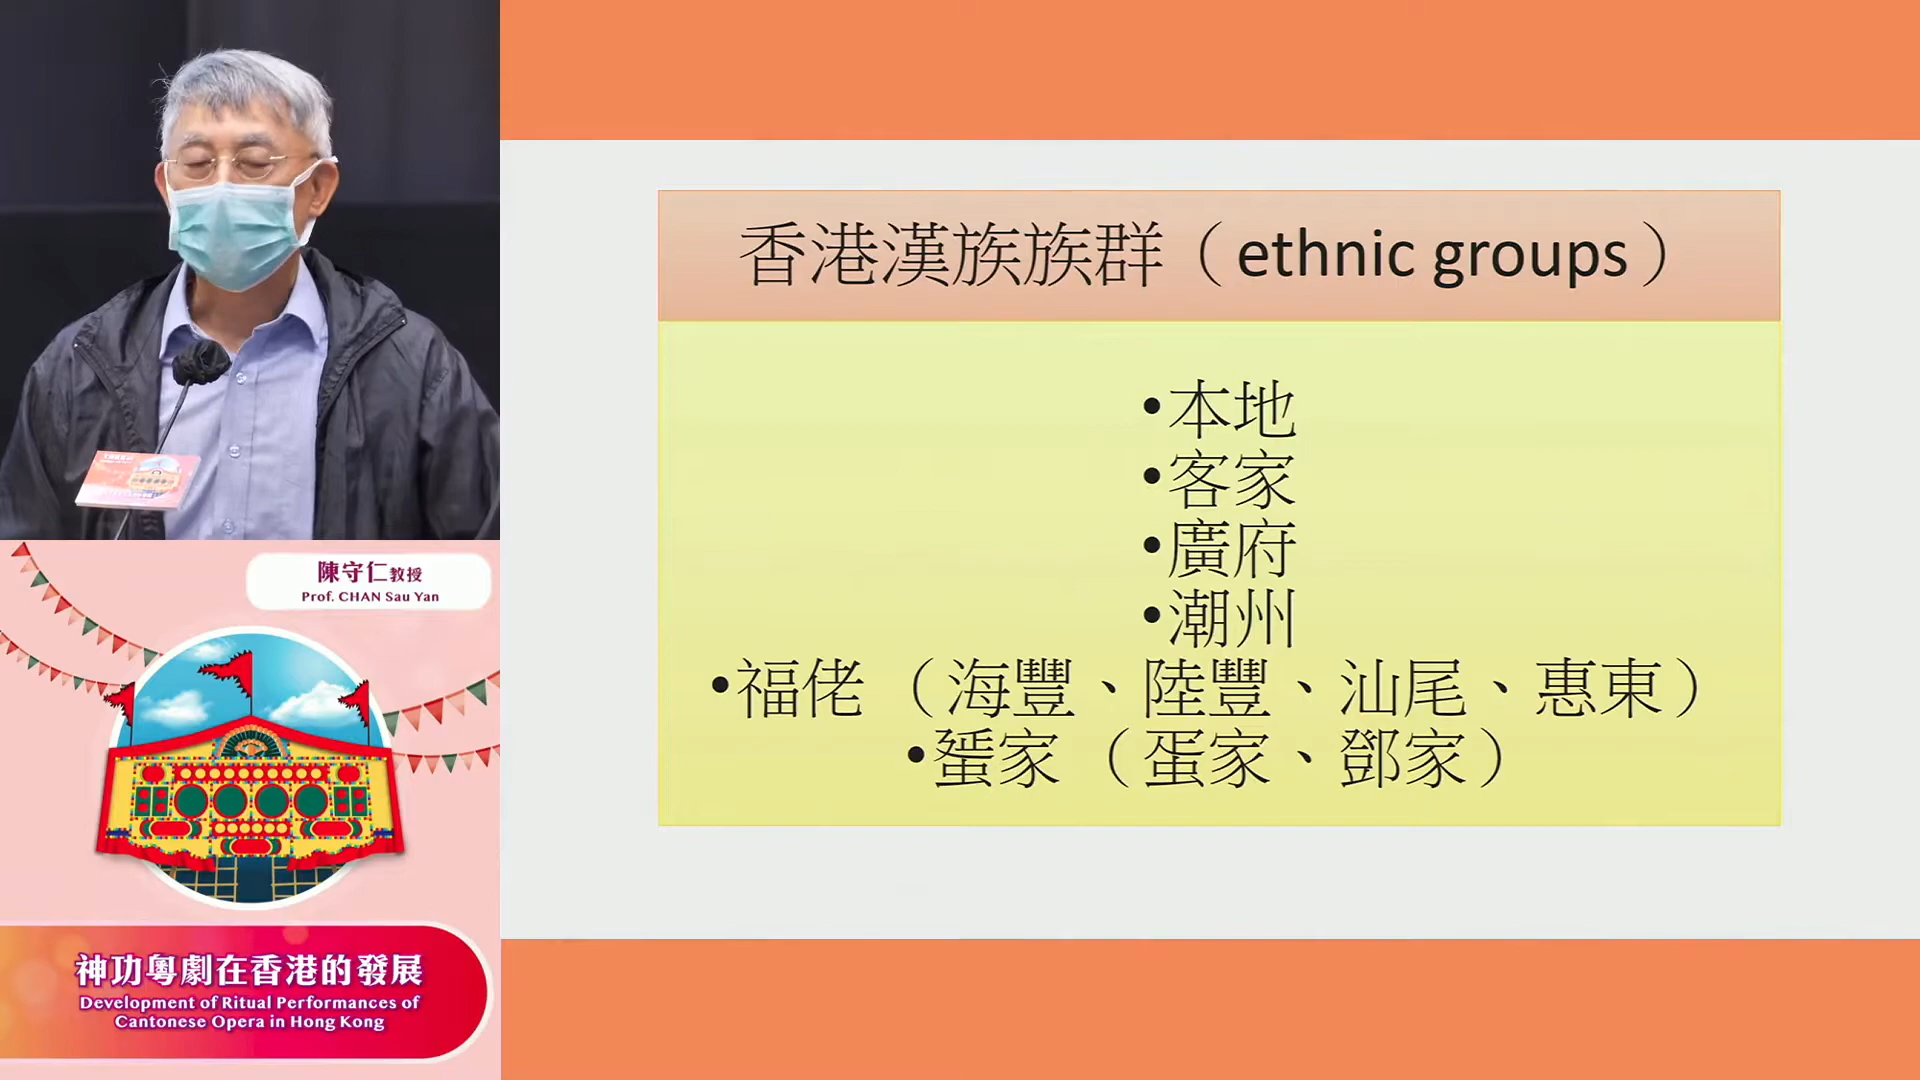 陳守仁教授
Prof. CHAN Sau Yan
神功粵劇在香港的發展
Development of Ritual Performances of
Cantonese Opera in Hong Kong
香港漢族族群（ethnic groups）
•本地
•客家
•廣府
•潮州
•福佬（海豐、陸豐、汕尾、惠東）
•蜑家（蛋家、鄧家）